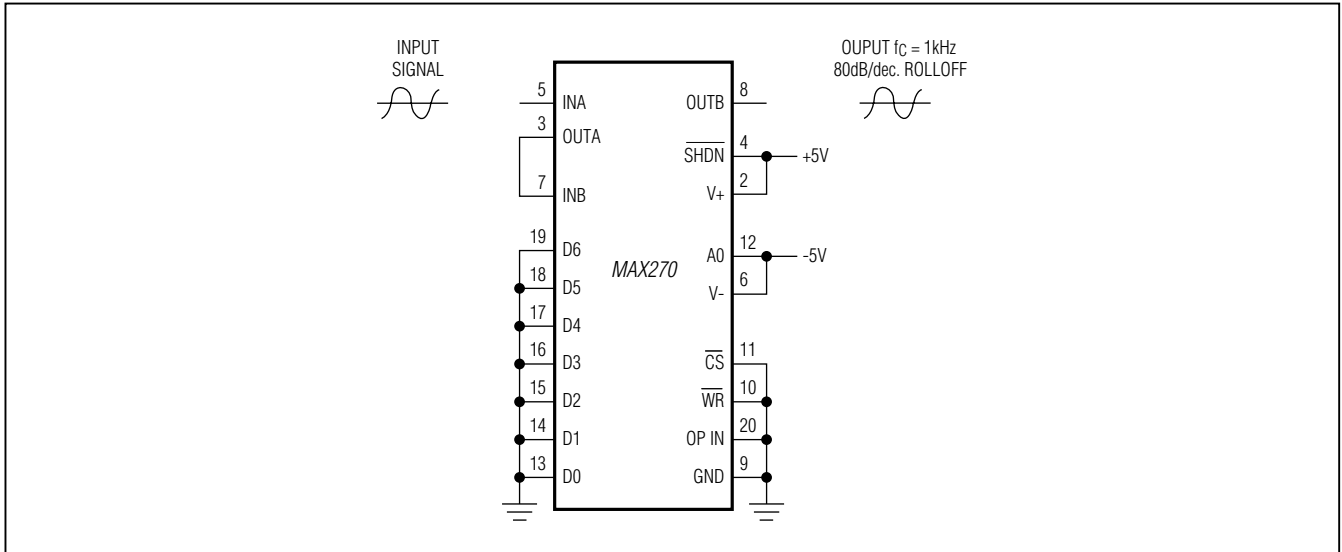 INPUT
SIGNAL
OUPUT fC = 1kHz
80dB/dec. ROLLOFF
5 INA
3 OUTA
7 INB
19 D6
18 D5
17 D4
16 D3
15 D2
14 D1
13 D0
MAX270
OUTB 8
SHDN 4
+5V
V+ 2
A0 12
-5V
V- 6
CS 11
WR 10
OP IN 20
GND 9